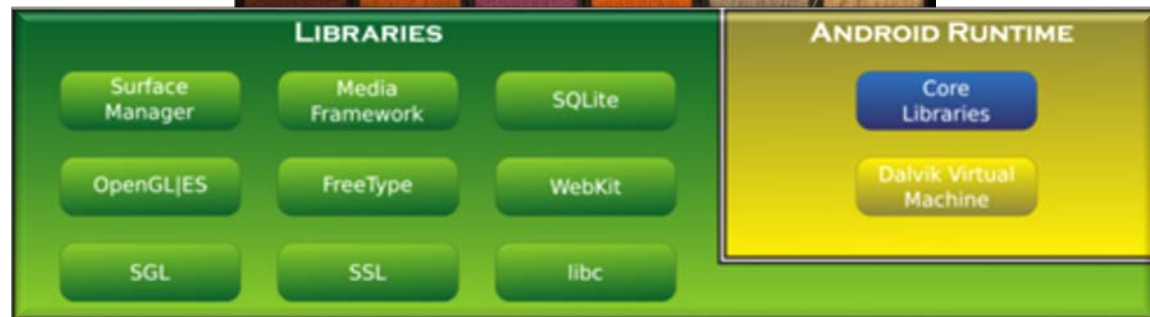 LIBRARIES
ANDROID RUNTIME
Surface
Manager
Media
Framework
SQLite
Core
Libraries
OpenGL|ES
FreeType
WebKit
Dalvik Virtual
Machine
SGL
SSL
libc